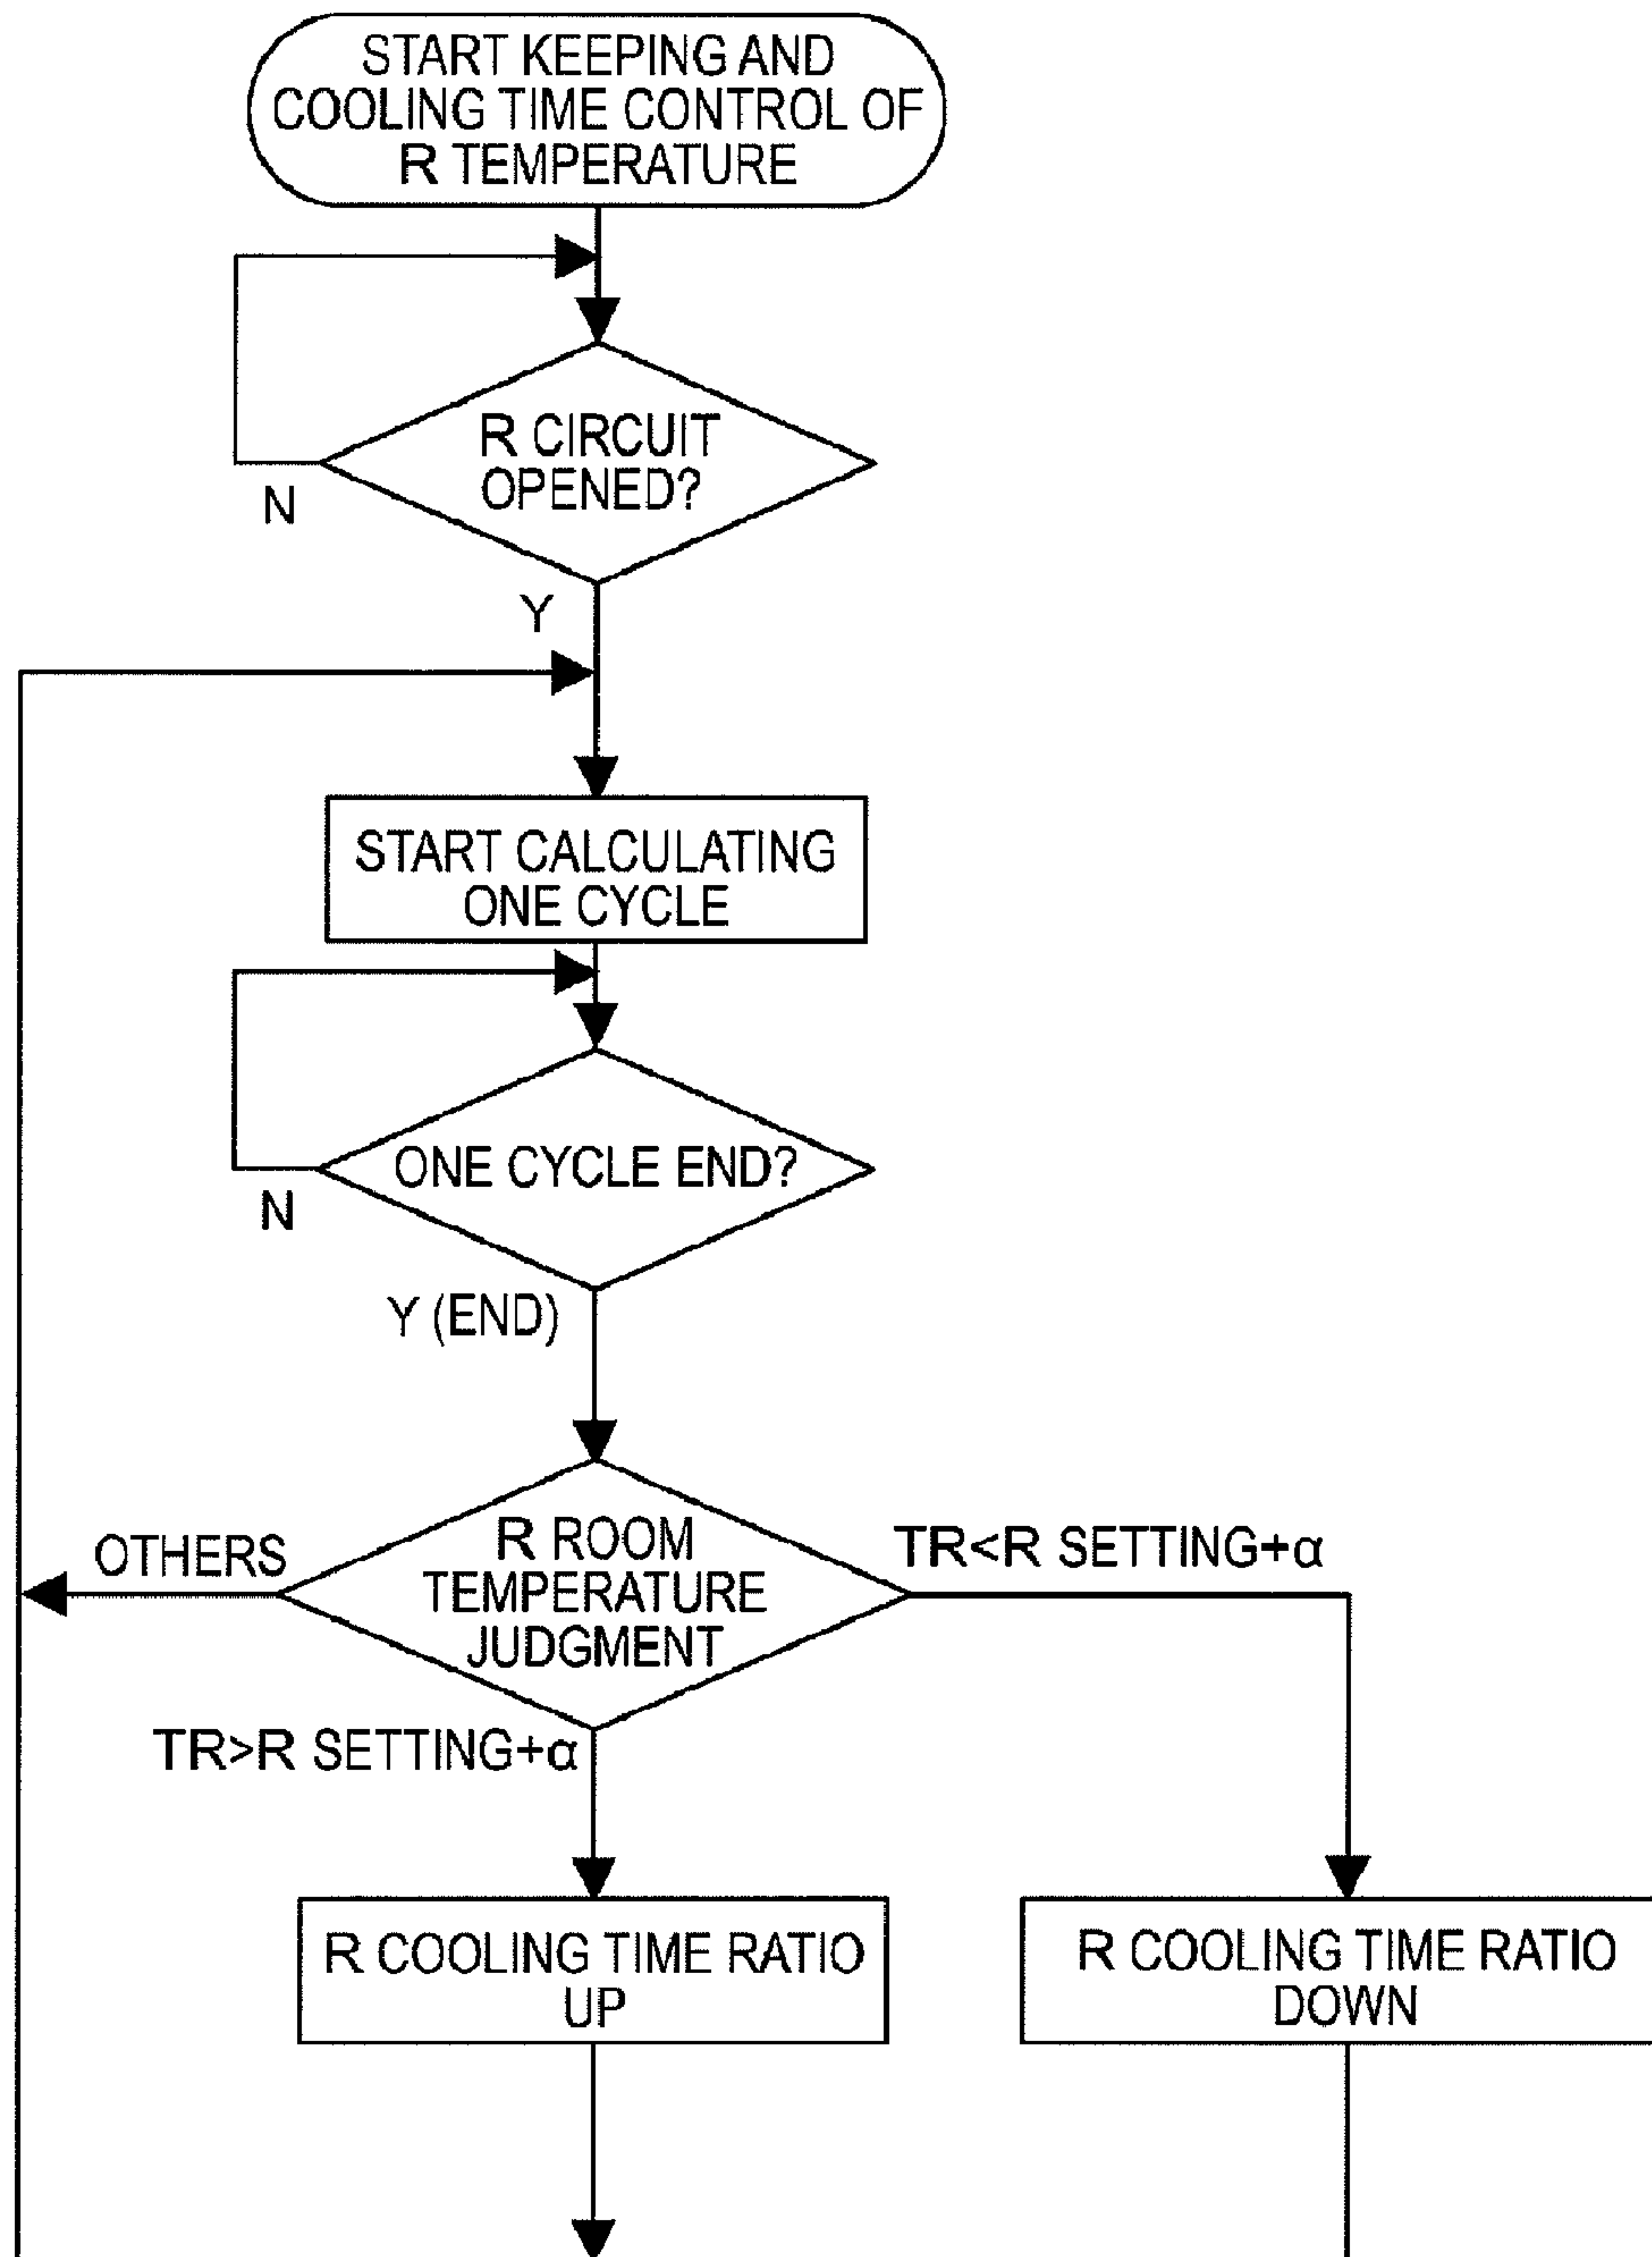 START KEEPING AND
COOLING TIME CONTROL OF
R TEMPERATURE
R CIRCUIT
OPENED?
N
Y
START CALCULATING
ONE CYCLE
ONE CYCLE END?
N
Y (END)
R ROOM
TEMPERATURE
JUDGMENT
OTHERS
TR<R SETTING+α
TR>R SETTING+α
R COOLING TIME RATIO
UP
R COOLING TIME RATIO
DOWN